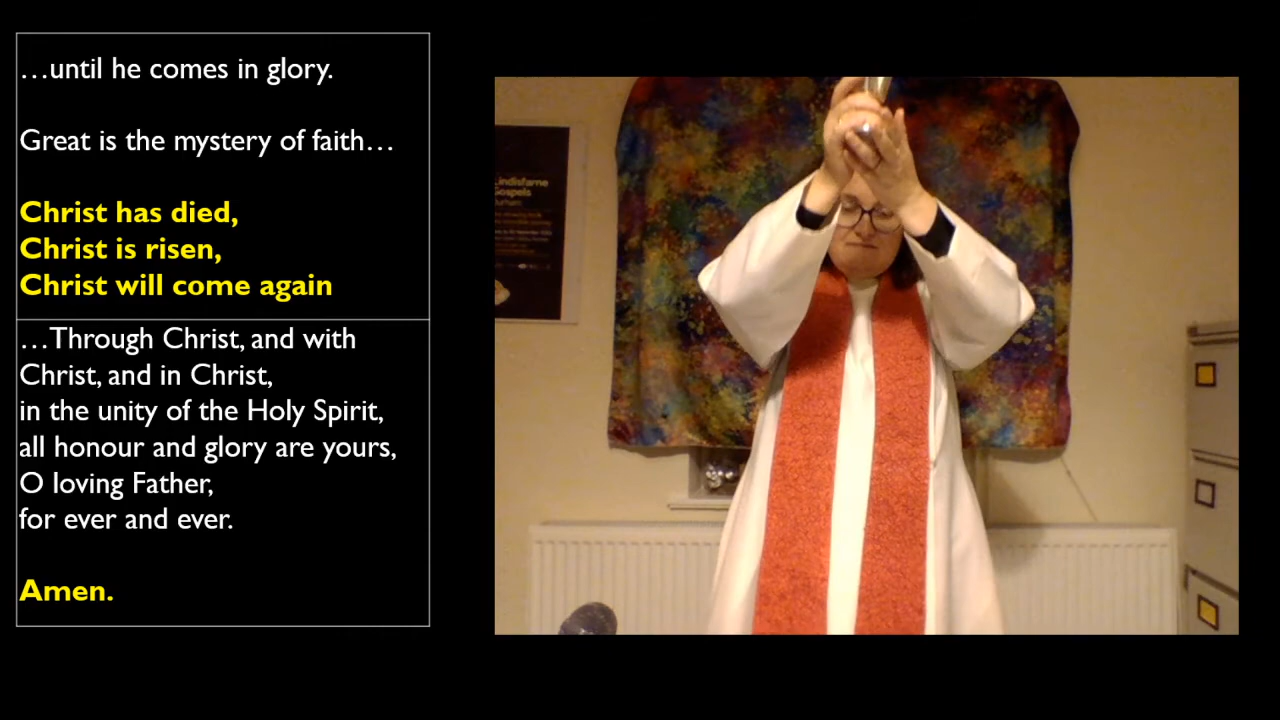 …until he comes in glory.
Great is the mystery of faith…
Christ has died,
Christ is risen,
Christ will come again
…Through Christ, and with
Christ, and in Christ,
in the unity of the Holy Spirit,
all honour and glory are yours,
O loving Father,
for ever and ever.
Amen.
Lindisfarne
Gospels